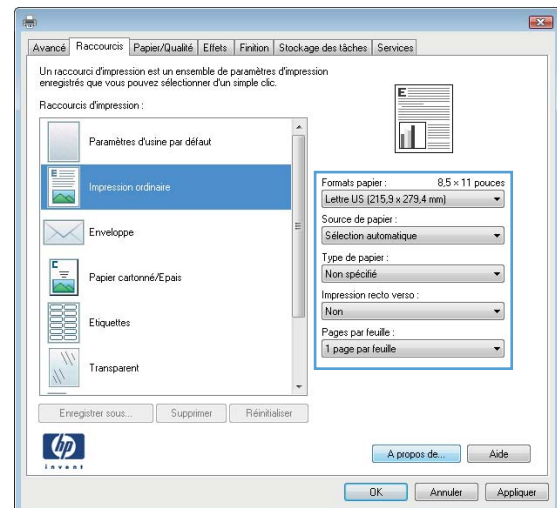 Avancé Raccourcis Papier/Qualité Effets Finition Stockage des tâches Services
Un raccourci d'impression est un ensemble de paramètres d'impression
enregistrés que vous pouvez sélectionner d'un simple clic.
Raccourcis d'impression :
Paramètres d'usine par défaut
Impression ordinaire
Enveloppe
Papier cartonné/Epais
Etiquettes
Transparent
E
Formats papier : 8,5 × 11 pouces
Lettre US (215,9 x 279,4 mm)
Source de papier :
Sélection automatique
Type de papier :
Non spécifié
Impression recto verso :
Non
Pages par feuille :
1 page par feuille
Enregistrer sous... Supprimer Réinitialiser
hp
invent
A propos de... Aide
OK Annuler Appliquer